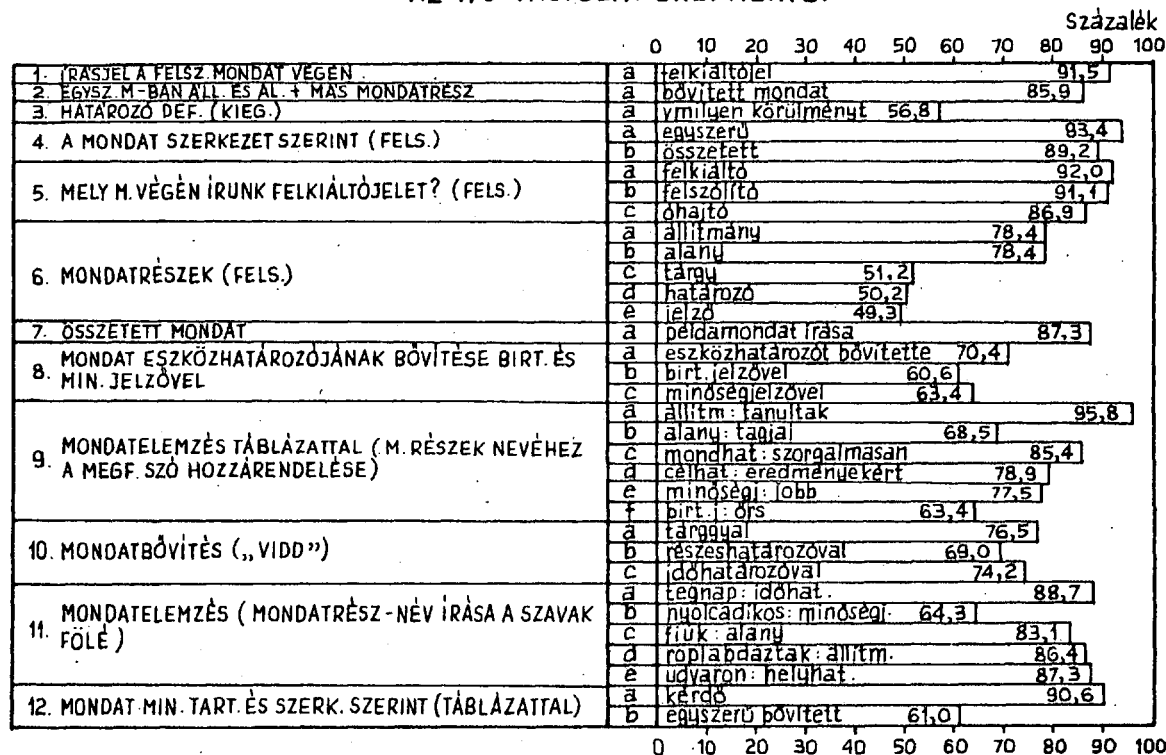 Százalék
0 10 20 30 40 50 60 70 80 90 100
1. ÍRÁSJEL A FELSZ. MONDAT VÉGÉN a felkiáltójel 91,5
2. EGYSZ. M-BAN ÁLL. ÉS AL. + MÁS MONDATRÉSZ a bővített mondat 85,9
3. HATÁROZÓ DEF. (KIEG.) a vmilyen körülményt 56,8
4. A MONDAT SZERKEZET SZERINT (FELS.) a egyszerű 93,4
b összetett 89,2
5. MELY M. VÉGÉN ÍRUNK FELKIÁLTÓJELET? (FELS.) a felkiáltó 92,0
b felszólító 91,1
c óhajtó 86,9
6. MONDATRÉSZEK (FELS.) a állítmány 78,4
b alany 78,4
c tárgy 51,2
d határozó 50,2
e jelző 49,3
7. ÖSSZETETT MONDAT a példamondat írása 87,3
8. MONDAT ESZKÖZHATÁROZÓJÁNAK BŐVÍTÉSE BIRT. ÉS
MIN. JELZŐVEL
a eszközhatározót bővítette 70,4
b birt. jelzővel 60,6
c minőségjelzővel 63,4
9. MONDATELEMZÉS TÁBLÁZATTAL (M. RÉSZEK NEVÉHEZ
A MEGF. SZÓ HOZZÁRENDELÉSE)
a állítm: tanultak 95,8
b alany: tagjai 68,5
c módhat: szorgalmasan 85,4
d célhat: eredményekért 78,9
e minőségj: jobb 77,5
f birt. j: őrs 63,4
10. MONDATBŐVÍTÉS („VIDD") a tárggyal 76,5
b részeshatározóval 69,0
c időhatározóval 74,2
11. MONDATELEMZÉS (MONDATRÉSZ-NÉV ÍRÁSA A SZAVAK
FÖLÉ)
a tegnap: időhat. 88,7
b nyolcadikos: minőségj. 64,3
c fiúk: alany 83,1
d röplabdáztak: állítm. 86,4
e udvaron: helyhat. 87,3
12. MONDAT MIN. TART. ÉS SZERK. SZERINT (TÁBLÁZATTAL) a kérdő 90,6
b egyszerű bővített 61,0
0 10 20 30 40 50 60 70 80 90 100